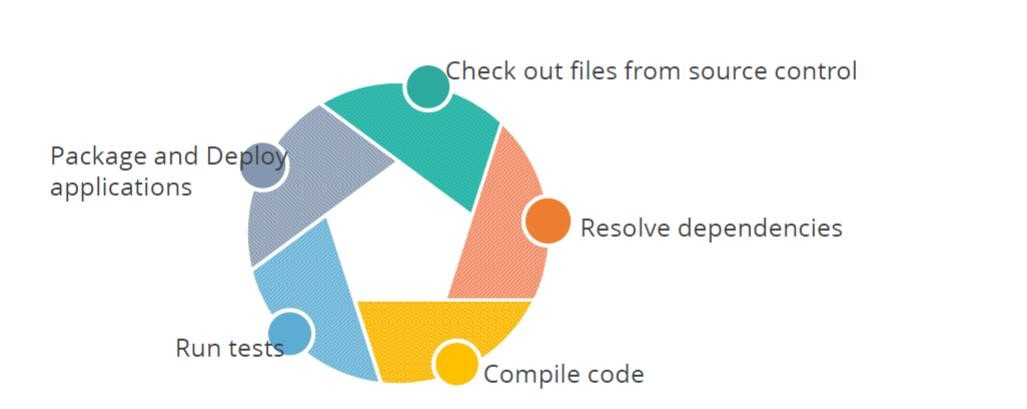 Check out files from source control
Resolve dependencies
Compile code
Run tests
Package and Deploy
applications